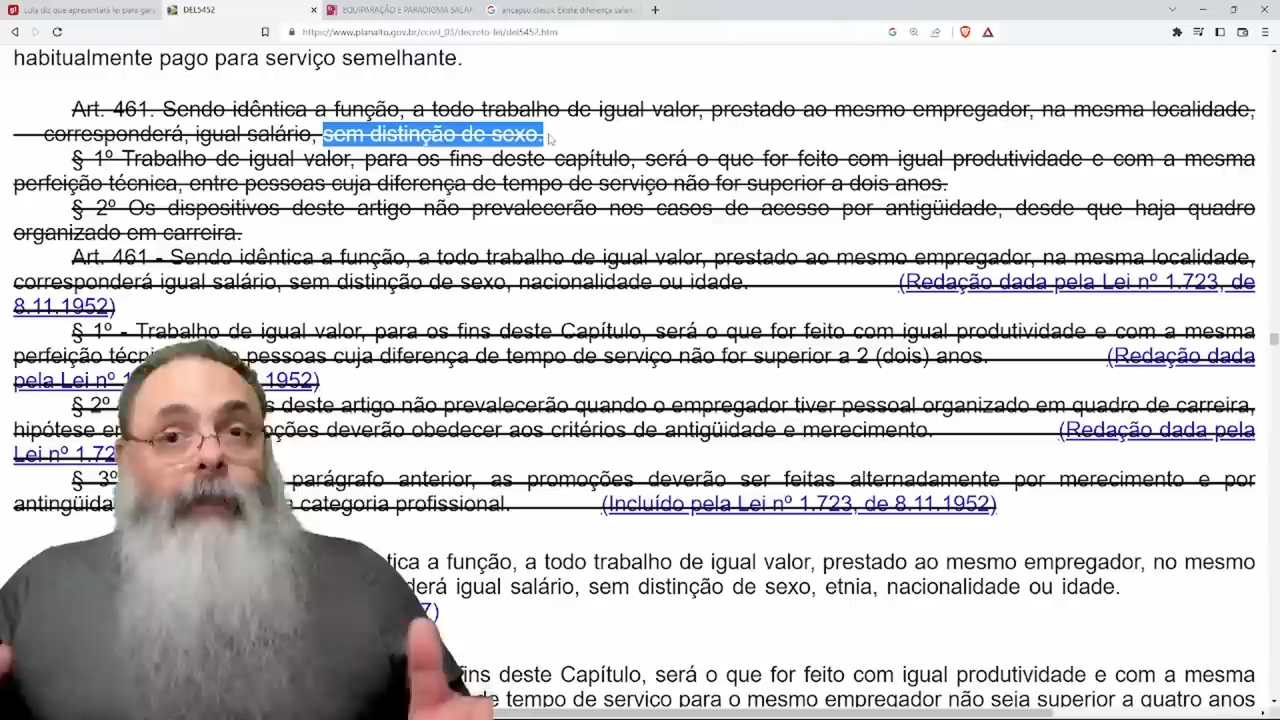 Lula diz que apresentará lei para gara
DEL5452
EQUIPARAÇÃO E PARADIGMA SALAR
ancapsu classic Existe diferença salari
https://www.planalto.gov.br/ccivil_03/decreto-lei/del5452.htm
habitualmente pago para serviço semelhante.
Art. 461. Sendo idêntica a função, a todo trabalho de igual valor, prestado ao mesmo empregador, na mesma localidade,
corresponderá, igual salário, sem distinção de sexo.
§ 1º Trabalho de igual valor, para os fins deste capítulo, será o que for feito com igual produtividade e com a mesma
perfeição técnica, entre pessoas cuja diferença de tempo de serviço não for superior a dois anos.
§ 2º Os dispositivos deste artigo não prevalecerão nos casos de acesso por antigüidade, desde que haja quadro
organizado em carreira.
Art. 461 - Sendo idêntica a função, a todo trabalho de igual valor, prestado ao mesmo empregador, na mesma localidade,
corresponderá igual salário, sem distinção de sexo, nacionalidade ou idade. (Redação dada pela Lei nº 1.723, de
8.11.1952)
§ 1º - Trabalho de igual valor, para os fins deste Capítulo, será o que for feito com igual produtividade e com a mesma
perfeição técni pessoas cuja diferença de tempo de serviço não for superior a 2 (dois) anos. (Redação dada
pela Lei nº 1 1952)
§ 2º s deste artigo não prevalecerão quando o empregador tiver pessoal organizado em quadro de carreira,
hipótese e oções deverão obedecer aos critérios de antigüidade e merecimento. (Redação dada pela
Lei nº 1.72
§ 3º parágrafo anterior, as promoções deverão ser feitas alternadamente por merecimento e por
antingüida categoria profissional. (Incluído pela Lei nº 1.723, de 8.11.1952)
tica a função, a todo trabalho de igual valor, prestado ao mesmo empregador, no mesmo
erá igual salário, sem distinção de sexo, etnia, nacionalidade ou idade.
7)
ins deste Capítulo, será o que for feito com igual produtividade e com a mesma
e tempo de serviço para o mesmo empregador não seja superior a quatro anos